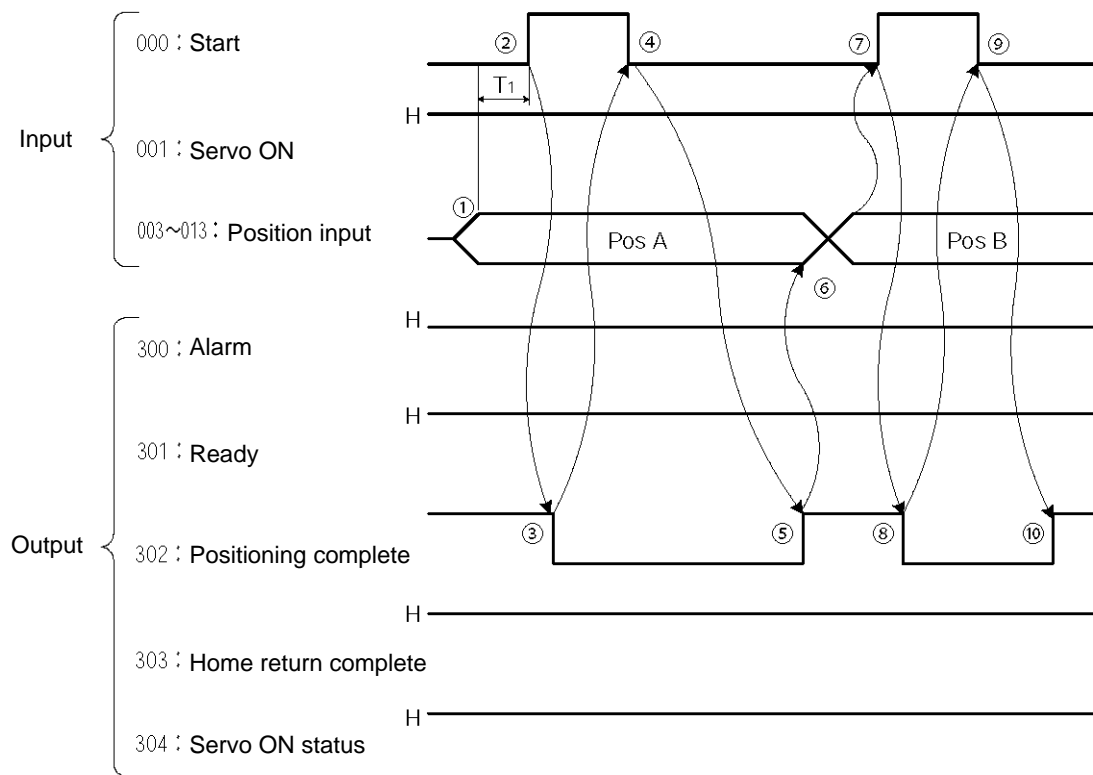 000 : Start
②
④
⑦
⑨
T1
H
Input
001 : Servo ON
①
003~013 : Position input
Pos A
Pos B
⑥
H
300 : Alarm
H
301 : Ready
③
⑤
⑧
⑩
Output
302 : Positioning complete
H
303 : Home return complete
H
304 : Servo ON status